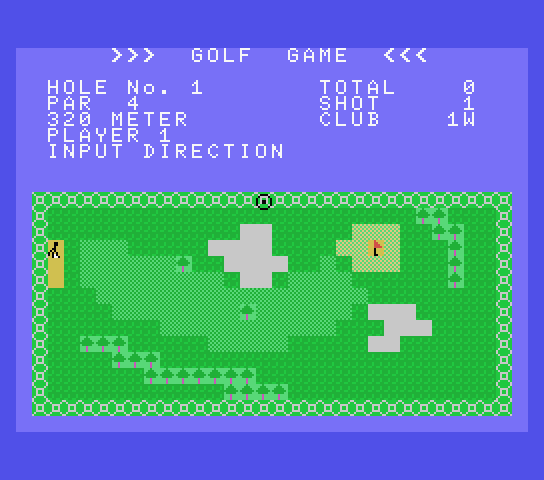 >>> GOLF GAME <<<
HOLE No. 1 TOTAL 0
PAR 4 SHOT 1
320 METER CLUB 1W
PLAYER 1
INPUT DIRECTION